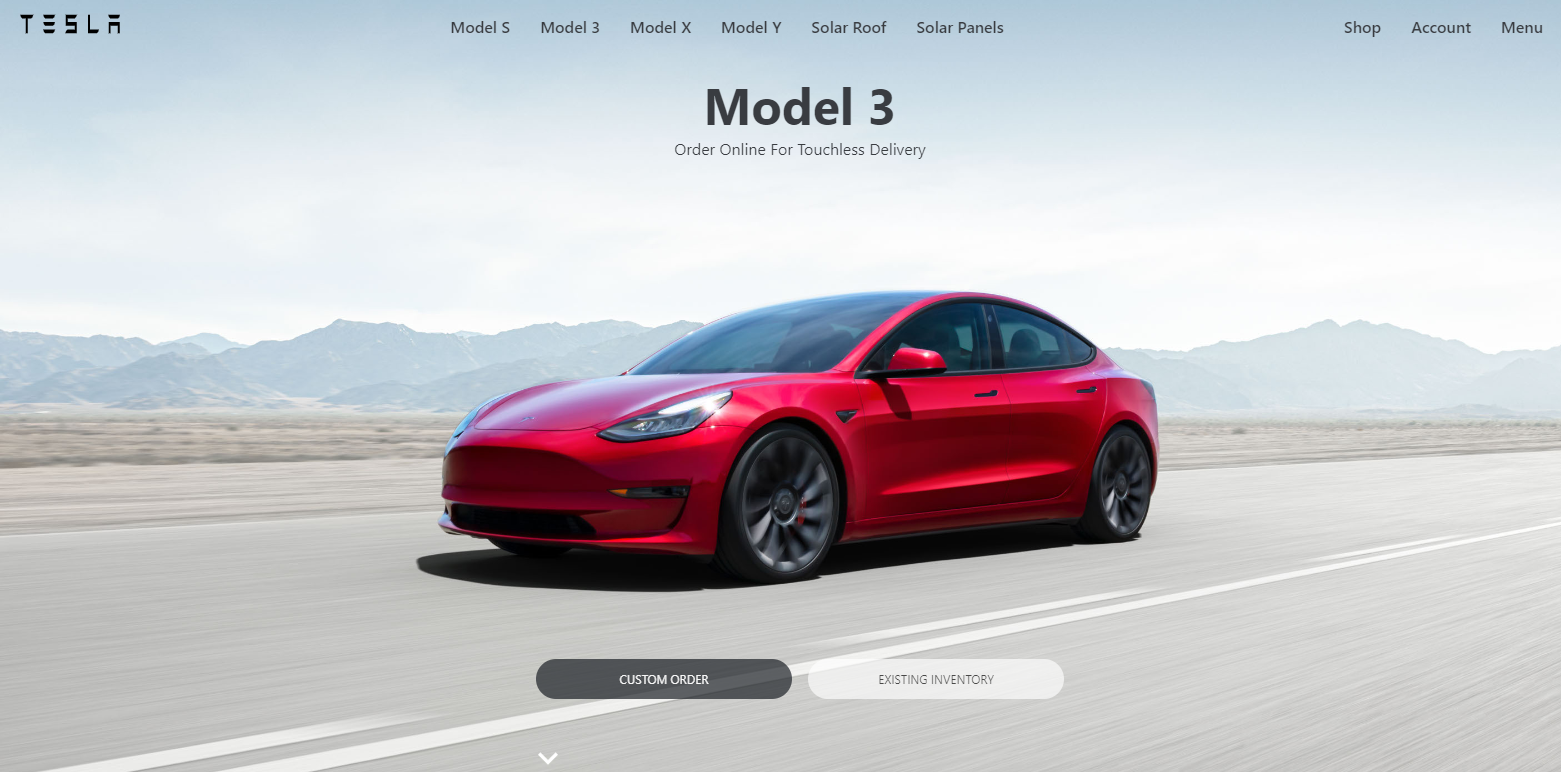 TESLA Model S Model 3 Model X Model Y Solar Roof Solar Panels Shop Account Menu
Model 3
Order Online For Touchless Delivery
CUSTOM ORDER EXISTING INVENTORY